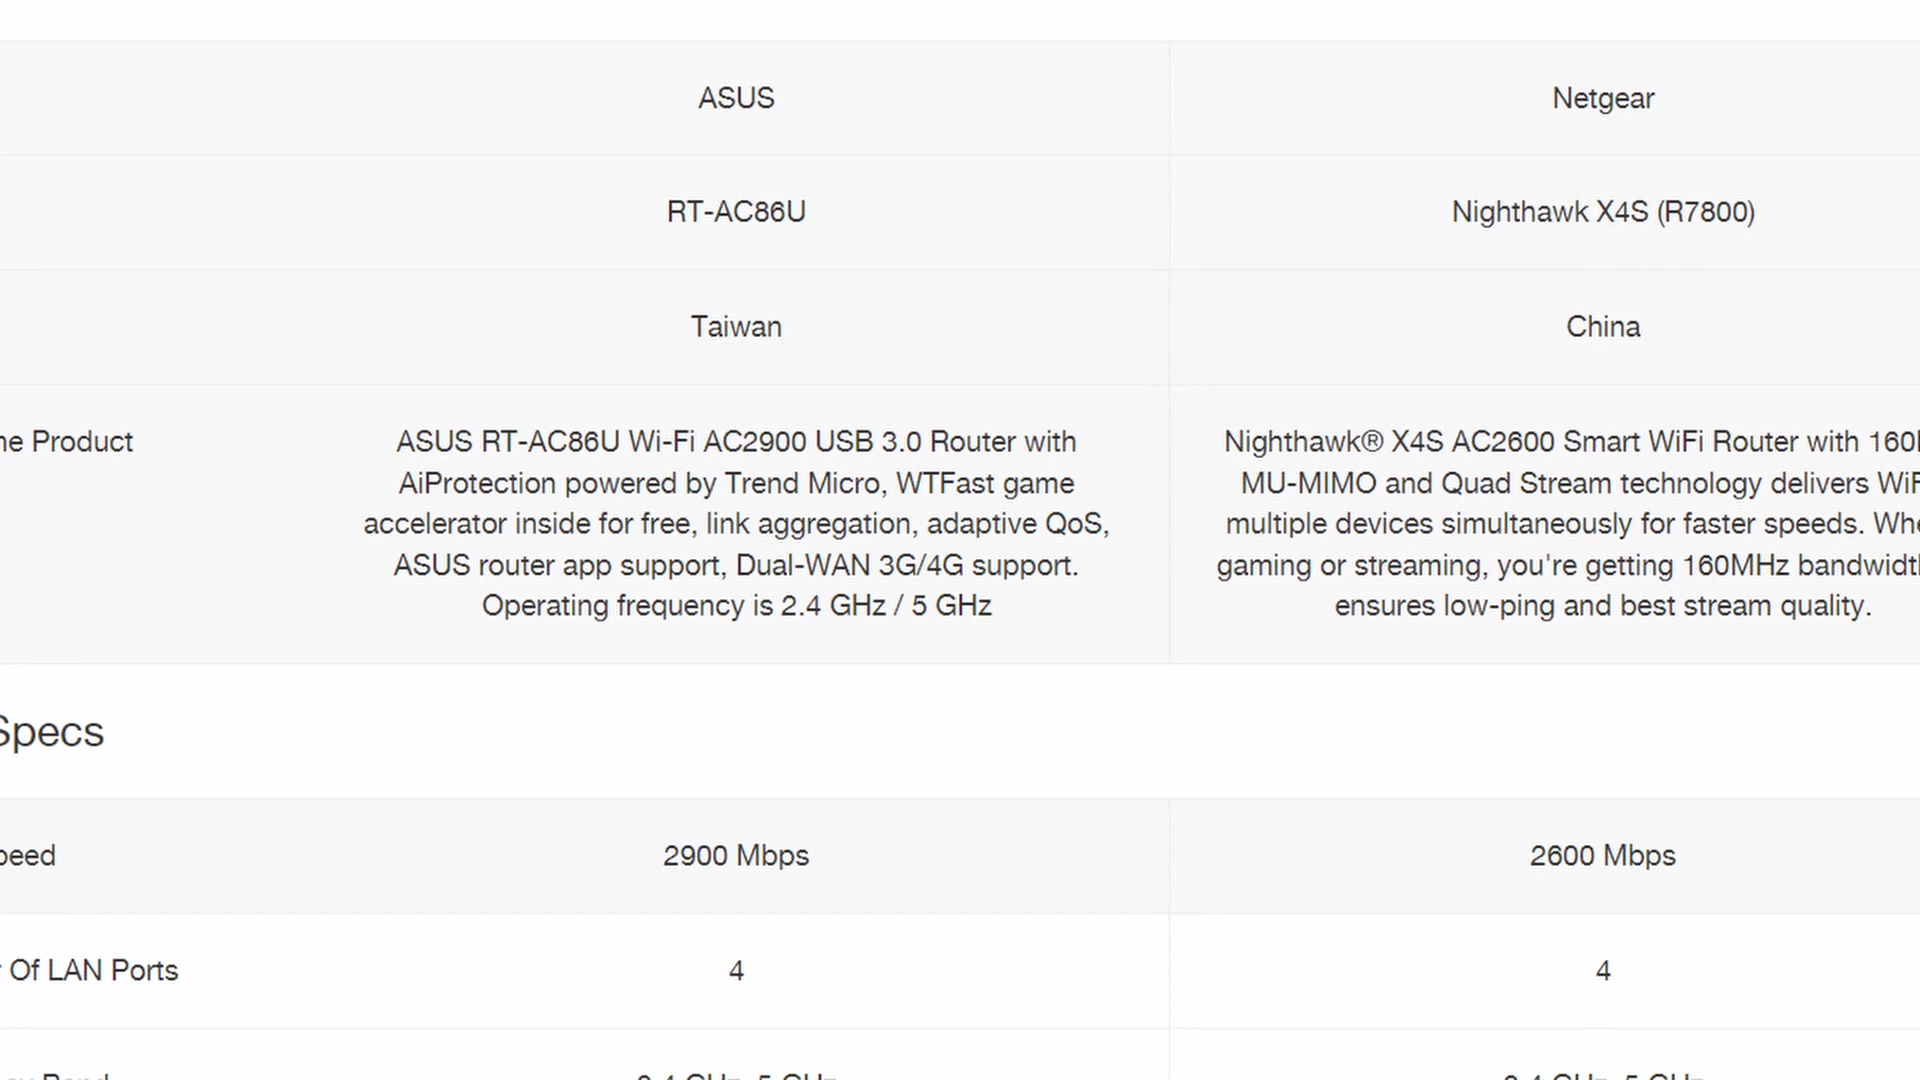 ASUS Netgear
RT-AC86U Nighthawk X4S (R7800)
Taiwan China
Product
ASUS RT-AC86U Wi-Fi AC2900 USB 3.0 Router with
AiProtection powered by Trend Micro, WTFast game
accelerator inside for free, link aggregation, adaptive QoS,
ASUS router app support, Dual-WAN 3G/4G support.
Operating frequency is 2.4 GHz / 5 GHz
Nighthawk® X4S AC2600 Smart WiFi Router with
MU-MIMO and Quad Stream technology delivers
multiple devices simultaneously for faster speeds.
gaming or streaming, you're getting 160MHz
ensures low-ping and best stream quality.
Specs
2900 Mbps 2600 Mbps
Of LAN Ports 4 4